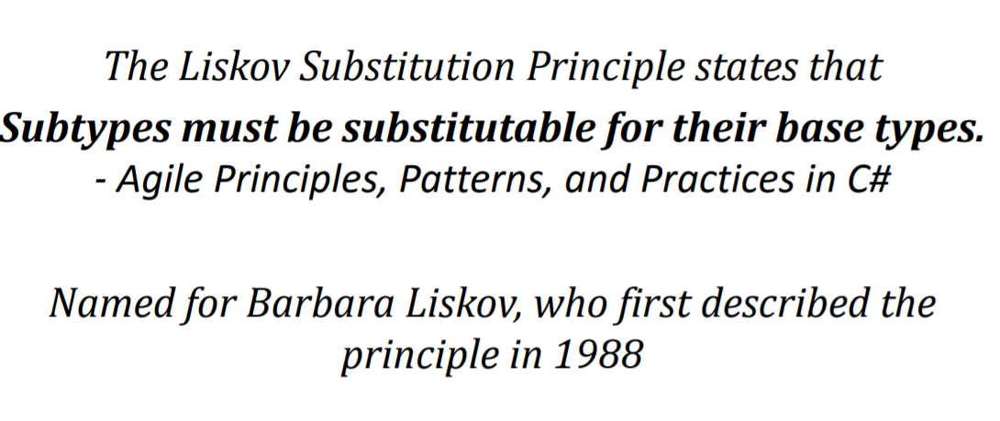 The Liskov Substitution Principle states that
Subtypes must be substitutable for their base types.
- Agile Principles, Patterns, and Practices in C#
Named for Barbara Liskov, who first described the
principle in 1988